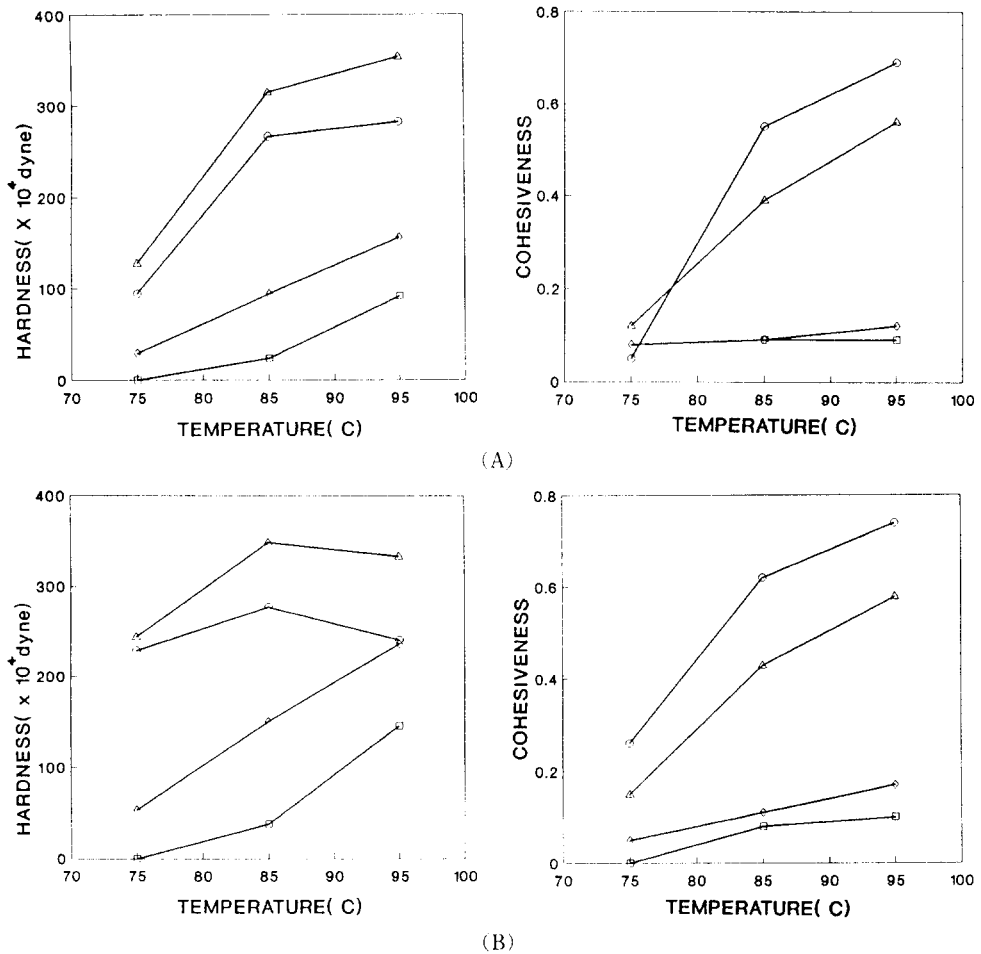 400
300
200
100
0
HARDNESS( X 10⁴ dyne)
70 75 80 85 90 95 100
TEMPERATURE( C)
0.8
0.6
0.4
0.2
0
COHESIVENESS
70 75 80 85 90 95 100
TEMPERATURE( C)
(A)
400
300
200
100
0
HARDNESS( x 10⁴ dyne)
70 75 80 85 90 95 100
TEMPERATURE( C)
0.8
0.6
0.4
0.2
0
COHESIVENESS
70 75 80 85 90 95 100
TEMPERATURE( C)
(B)